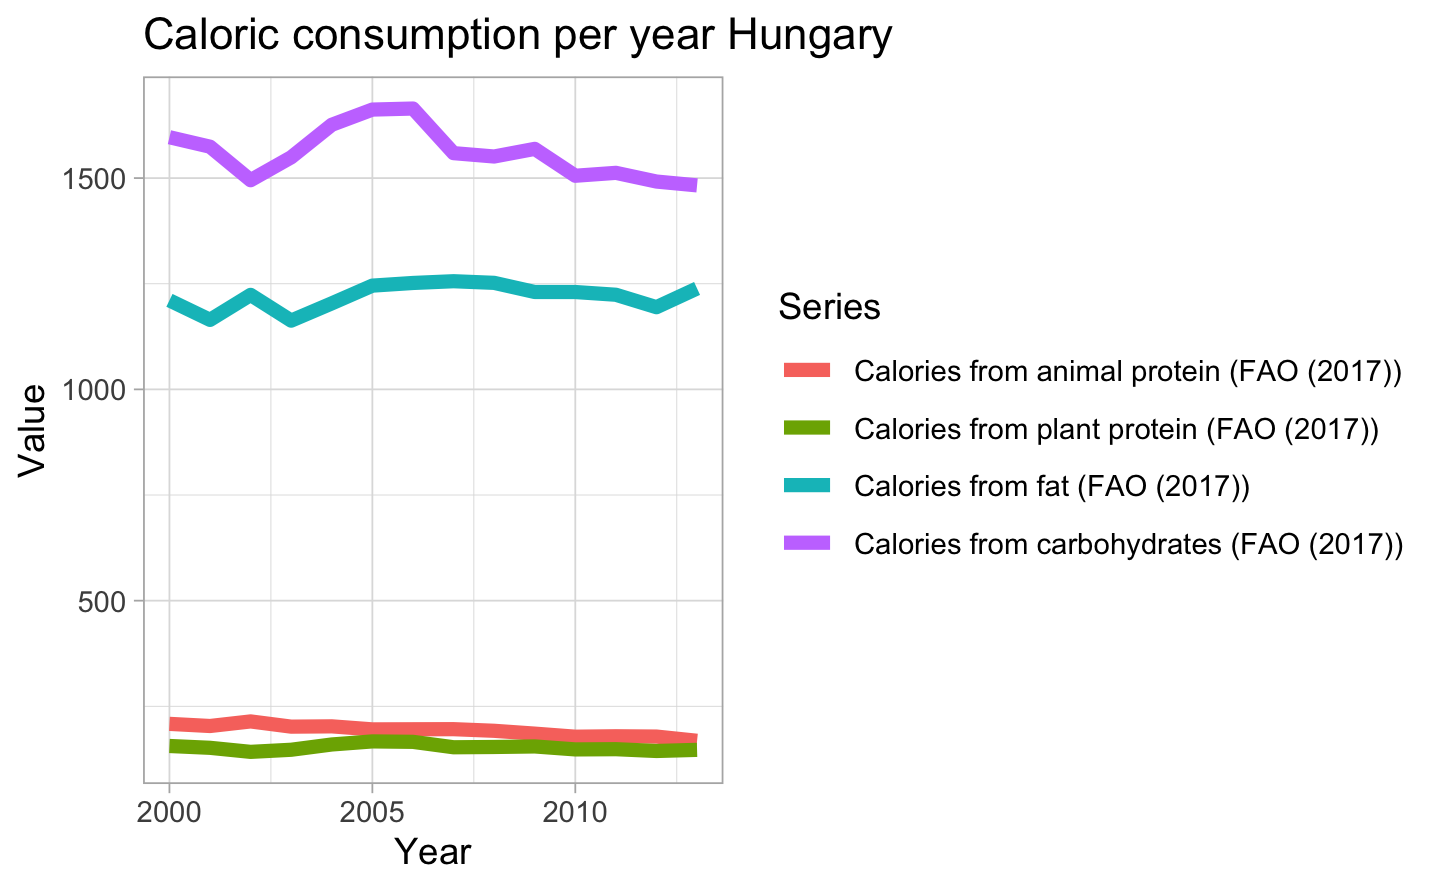 Caloric consumption per year Hungary
Value
1500
1000
500
2000
2005
2010
Year
Series
Calories from animal protein (FAO (2017))
Calories from plant protein (FAO (2017))
Calories from fat (FAO (2017))
Calories from carbohydrates (FAO (2017))